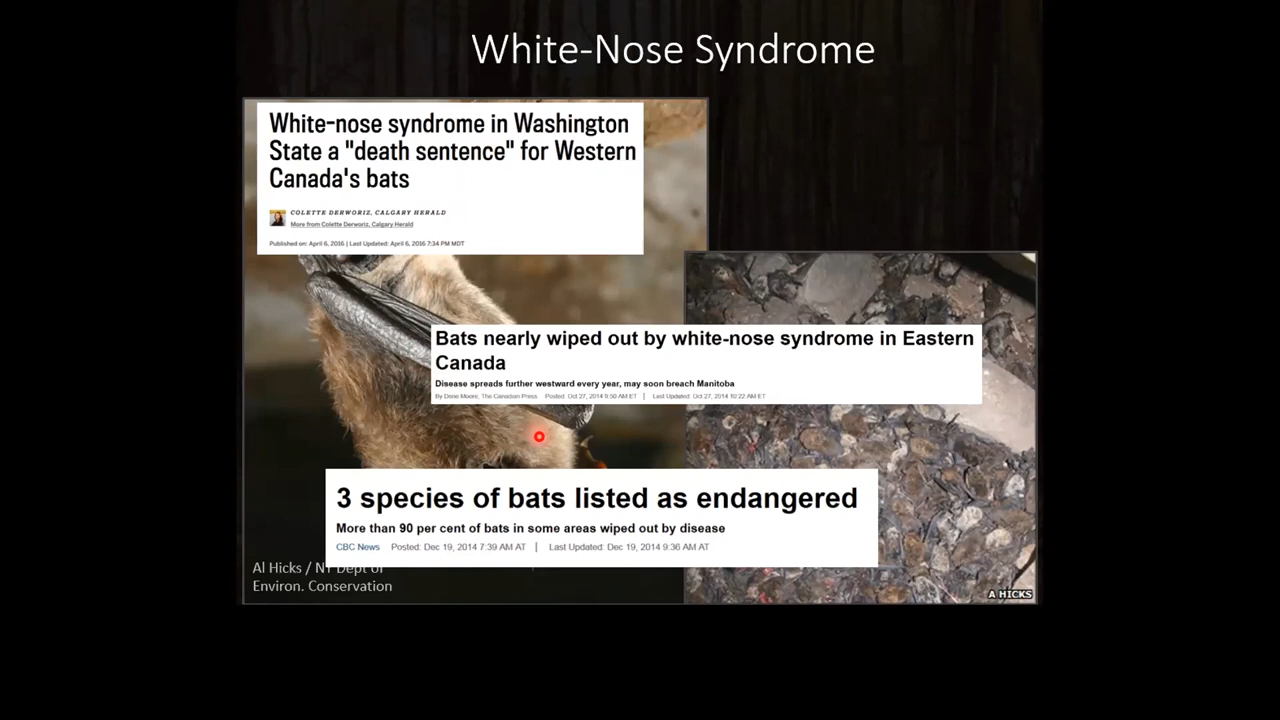 White-Nose Syndrome
White-nose syndrome in Washington
State a "death sentence" for Western
Canada's bats
COLETTE DERWORIZ, CALGARY HERALD
More from Colette Derworiz, Calgary Herald
Published on: April 6, 2016 | Last Updated: April 6, 2016 7:34 PM MDT
Bats nearly wiped out by white-nose syndrome in Eastern
Canada
Disease spreads further westward every year, may soon breach Manitoba
By Dene Moore, The Canadian Press Posted: Oct 27, 2014 9:50 AM ET | Last Updated: Oct 27, 2014 10:22 AM ET
3 species of bats listed as endangered
More than 90 per cent of bats in some areas wiped out by disease
CBC News Posted: Dec 19, 2014 7:39 AM AT | Last Updated: Dec 19, 2014 9:36 AM AT
Al Hicks / NY Dept of
Environ. Conservation
A HICKS